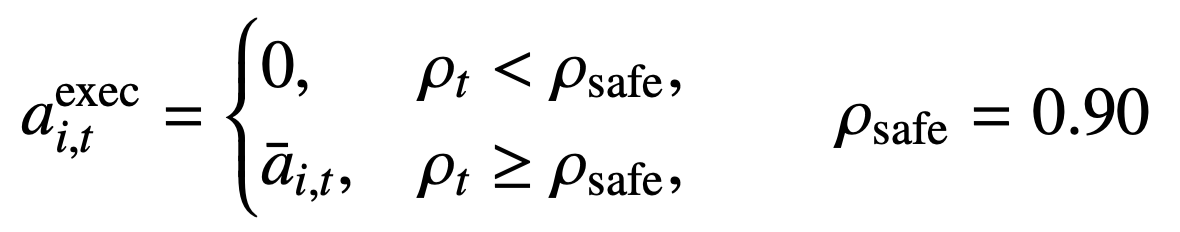 a_{i,t}^{exec} = { 0, ρ_t < ρ_safe,
ā_{i,t}, ρ_t ≥ ρ_safe,
ρ_safe = 0.90